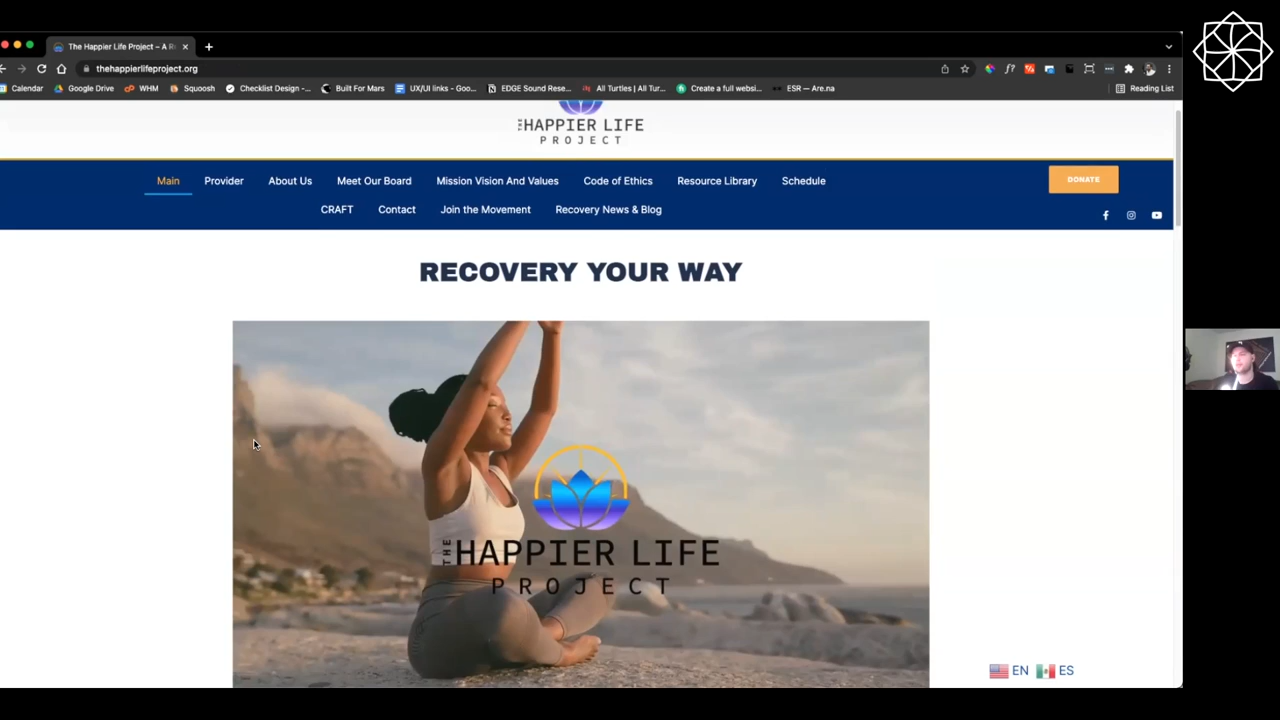 The Happier Life Project – A R
thehappierlifeproject.org
Calendar Google Drive WHM Squoosh Checklist Design -... Built For Mars UX/UI links - Goo... EDGE Sound Rese... All Turtles | All Tur... Create a full websi... ESR — Are.na Reading List
THE HAPPIER LIFE
PROJECT
Main Provider About Us Meet Our Board Mission Vision And Values Code of Ethics Resource Library Schedule DONATE
CRAFT Contact Join the Movement Recovery News & Blog
RECOVERY YOUR WAY
THE HAPPIER LIFE
PROJECT
EN ES